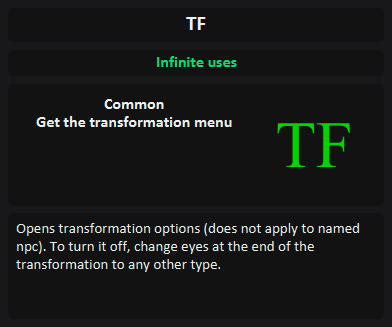 TF
Infinite uses
Common
Get the transformation menu
TF
Opens transformation options (does not apply to named
npc). To turn it off, change eyes at the end of the
transformation to any other type.